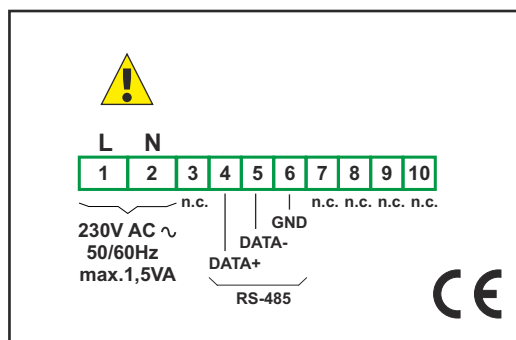 L N
1 2 3 4 5 6 7 8 9 10
n.c. n.c. n.c. n.c. n.c.
230V AC ∿
50/60Hz
max.1,5VA
GND
DATA-
DATA+
RS-485
CE